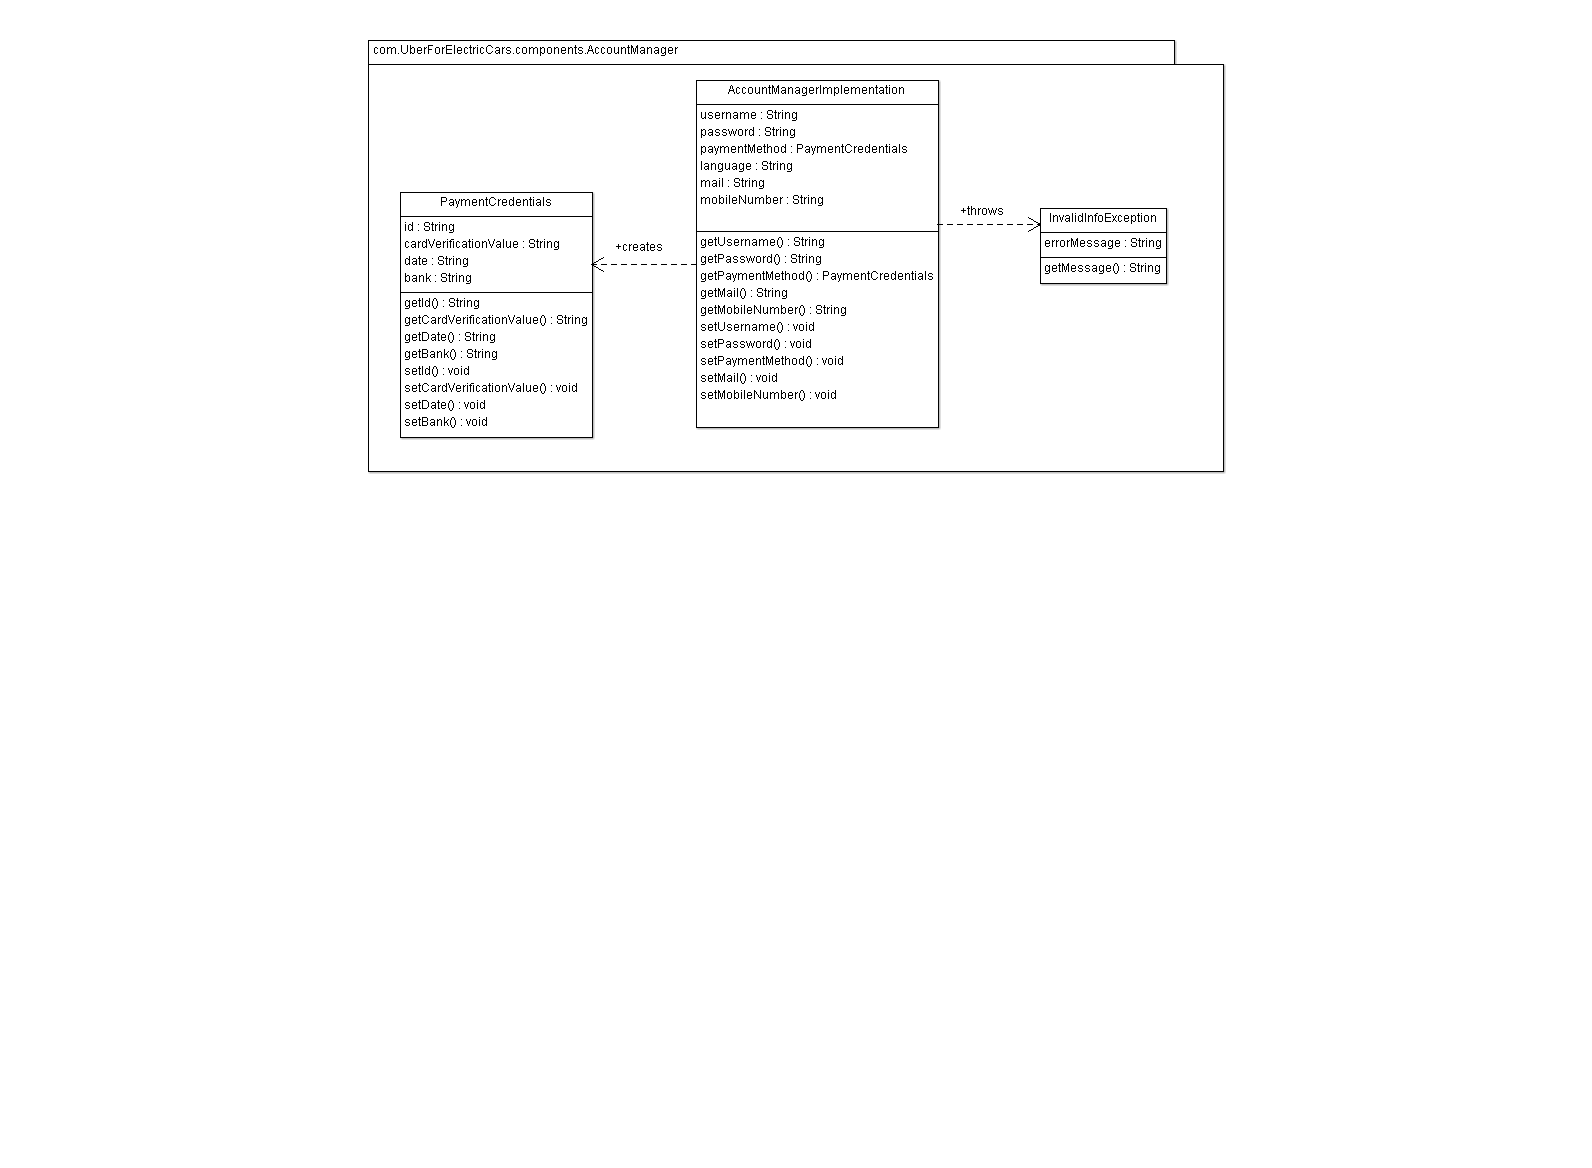 com.UberForElectricCars.components.AccountManager
AccountManagerImplementation
username : String
password : String
paymentMethod : PaymentCredentials
language : String
mail : String
mobileNumber : String
getUsername() : String
getPassword() : String
getPaymentMethod() : PaymentCredentials
getMail() : String
getMobileNumber() : String
setUsername() : void
setPassword() : void
setPaymentMethod() : void
setMail() : void
setMobileNumber() : void
PaymentCredentials
id : String
cardVerificationValue : String
date : String
bank : String
getId() : String
getCardVerificationValue() : String
getDate() : String
getBank() : String
setId() : void
setCardVerificationValue() : void
setDate() : void
setBank() : void
+creates
+throws
InvalidInfoException
errorMessage : String
getMessage() : String